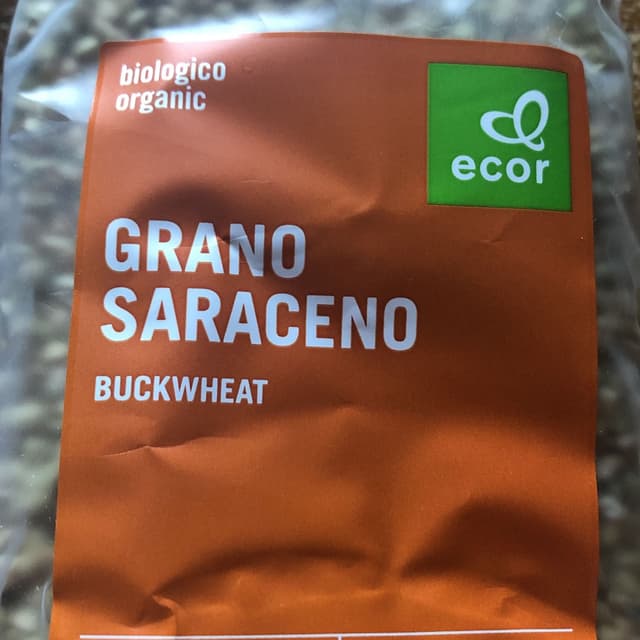 biologico
organic
ecor
GRANO
SARACENO
BUCKWHEAT